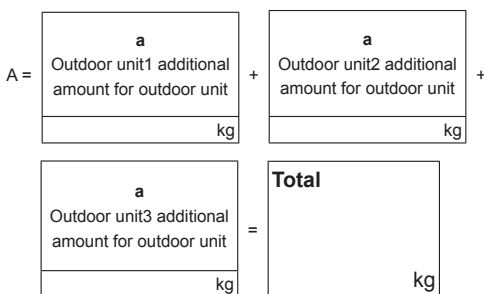 a
a
A =
Outdoor unit1 additional
amount for outdoor unit
+
Outdoor unit2 additional
amount for outdoor unit
+
kg
kg
a
Outdoor unit3 additional
amount for outdoor unit
=
Total
kg
kg